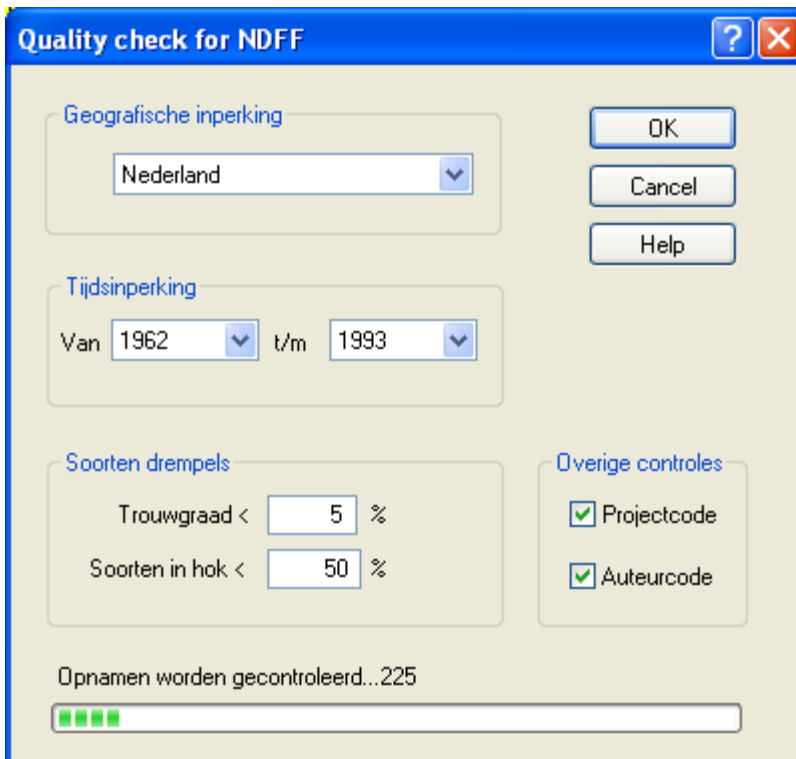 Quality check for NDFF
Geografische inperking
Nederland
OK
Cancel
Help
Tijdsinperking
Van 1962 t/m 1993
Soorten drempels
Trouwgraad < 5 %
Soorten in hok < 50 %
Overige controles
Projectcode
Auteurcode
Opnamen worden gecontroleerd...225